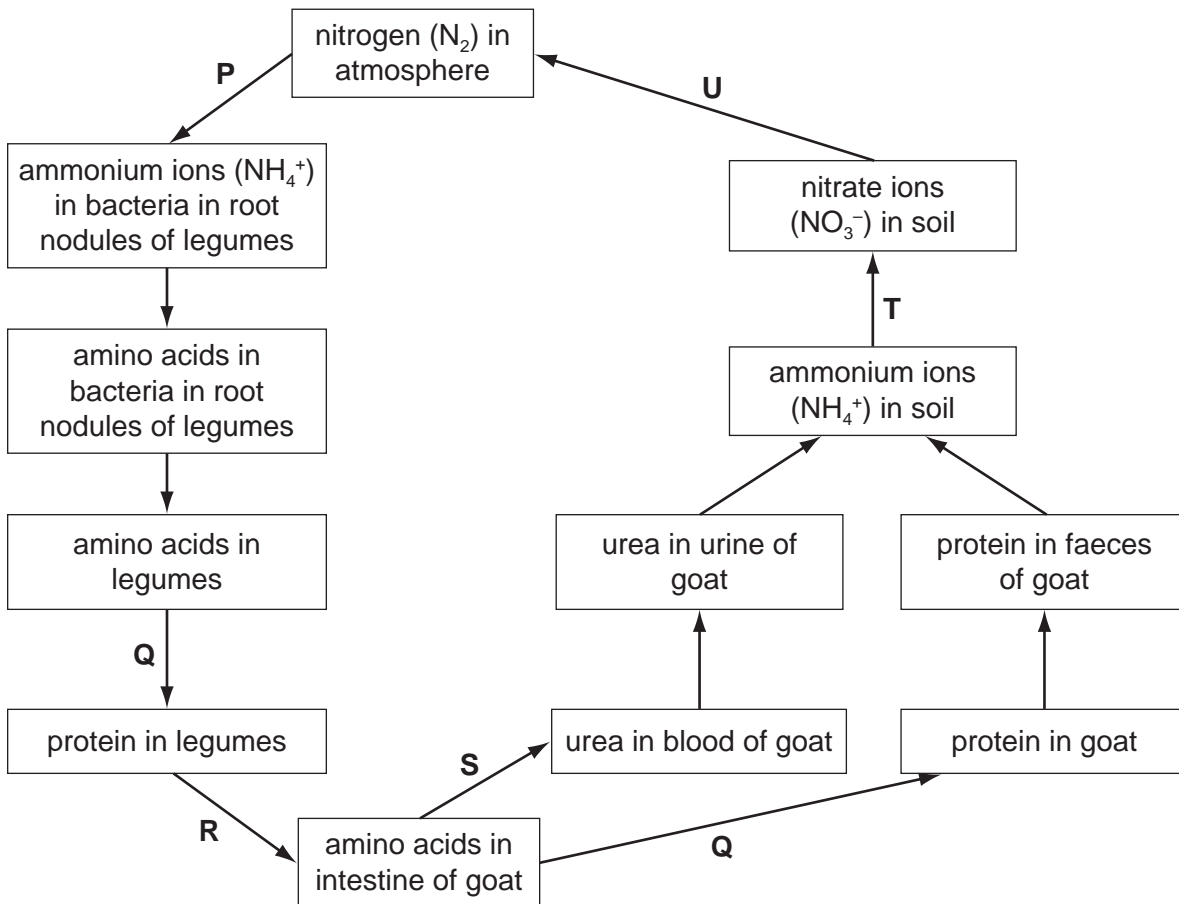 nitrogen (N₂) in
atmosphere
P
U
ammonium ions (NH₄⁺)
in bacteria in root
nodules of legumes
nitrate ions
(NO₃⁻) in soil
T
amino acids in
bacteria in root
nodules of legumes
ammonium ions
(NH₄⁺) in soil
amino acids in
legumes
urea in urine of
goat
protein in faeces
of goat
Q
protein in legumes
urea in blood of goat
protein in goat
S
R
amino acids in
intestine of goat
Q